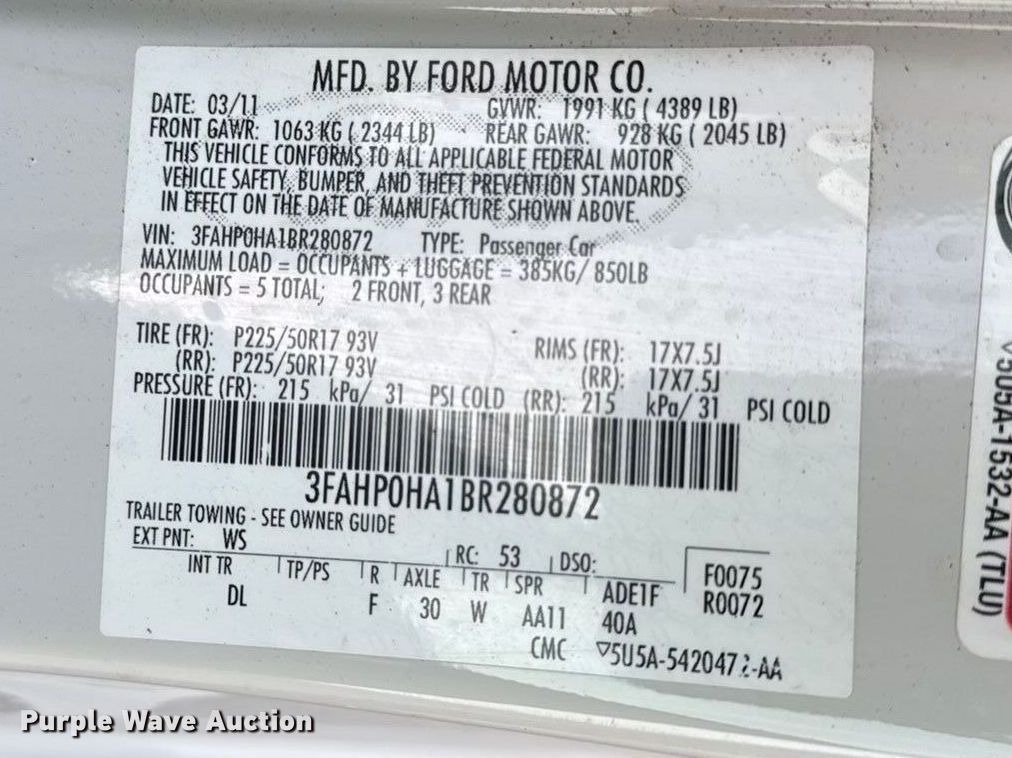 MFD. BY FORD MOTOR CO.
DATE: 03/11 GVWR: 1991 KG ( 4389 LB)
FRONT GAWR: 1063 KG ( 2344 LB) REAR GAWR: 928 KG ( 2045 LB)
THIS VEHICLE CONFORMS TO ALL APPLICABLE FEDERAL MOTOR
VEHICLE SAFETY, BUMPER, AND THEFT PREVENTION STANDARDS
IN EFFECT ON THE DATE OF MANUFACTURE SHOWN ABOVE.
VIN: 3FAHP0HA1BR280872 TYPE: Passenger Car
MAXIMUM LOAD = OCCUPANTS + LUGGAGE = 385KG/ 850LB
OCCUPANTS = 5 TOTAL; 2 FRONT, 3 REAR
TIRE (FR): P225/50R17 93V RIMS (FR): 17X7.5J
(RR): P225/50R17 93V (RR): 17X7.5J
PRESSURE (FR): 215 kPa/ 31 PSI COLD (RR): 215 kPa/ 31 PSI COLD
3FAHP0HA1BR280872
TRAILER TOWING - SEE OWNER GUIDE
EXT PNT: WS RC: 53 DSO:
INT TR TP/PS R AXLE TR SPR ADE1F F0075
DL F 30 W AA11 40A R0072
CMC ▽5U5A-5420472-AA
▽5U5A-1532-AA (TLU)
Purple Wave Auction